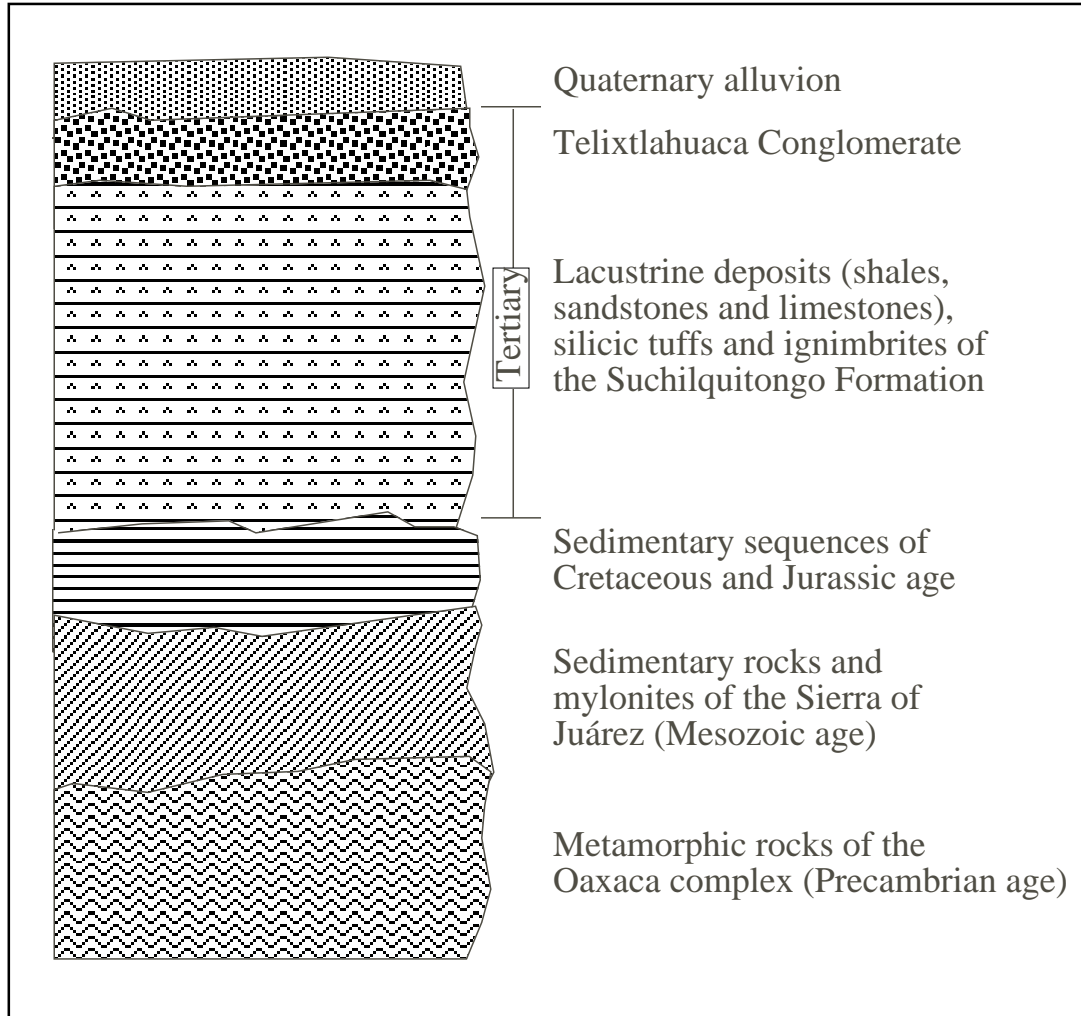 Quaternary alluvion
Telixtlahuaca Conglomerate
Tertiary
Lacustrine deposits (shales,
sandstones and limestones),
silicic tuffs and ignimbrites of
the Suchilquitongo Formation
Sedimentary sequences of
Cretaceous and Jurassic age
Sedimentary rocks and
mylonites of the Sierra of
Juárez (Mesozoic age)
Metamorphic rocks of the
Oaxaca complex (Precambrian age)